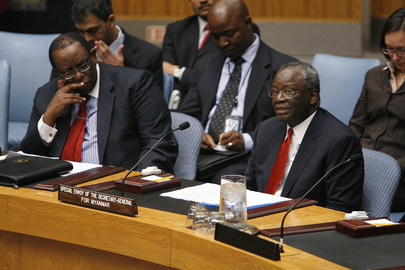 SPECIAL ENVOY OF THE SECRETARY-GENERAL
FOR MYANMAR